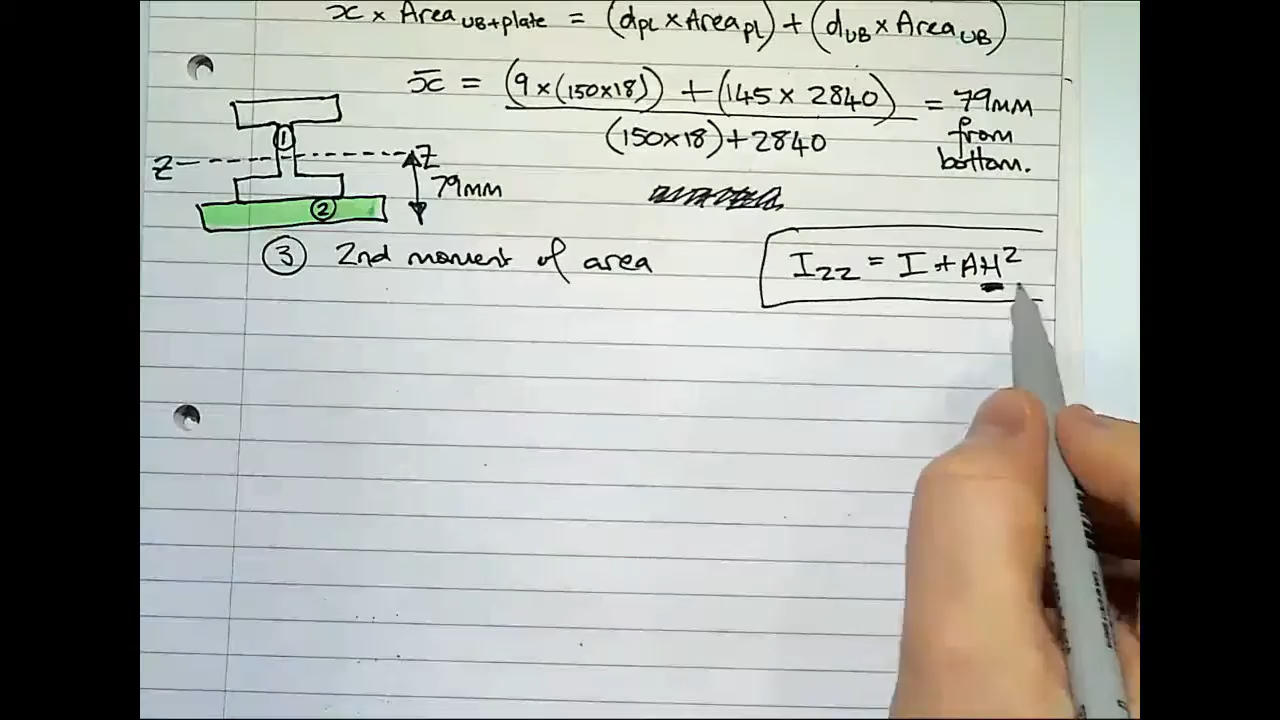 x × Area UB+plate = (dPL × Area PL) + (dUB × Area UB)
x̄ = (9 × (150×18)) + (145 × 2840) = 79mm from bottom.
(150×18) + 2840
1
Z Z
79mm
2
3 2nd moment of area
Izz = I + AH²